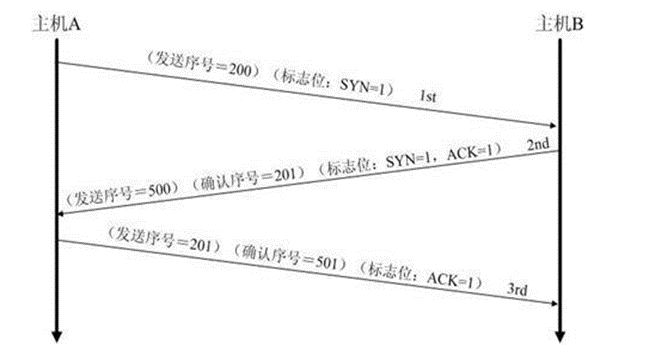 主机A
主机B
（发送序号＝200）（标志位：SYN=1） 1st
（发送序号＝500）（确认序号＝201）（标志位：SYN=1，ACK=1） 2nd
（发送序号＝201）（确认序号＝501）（标志位：ACK=1） 3rd